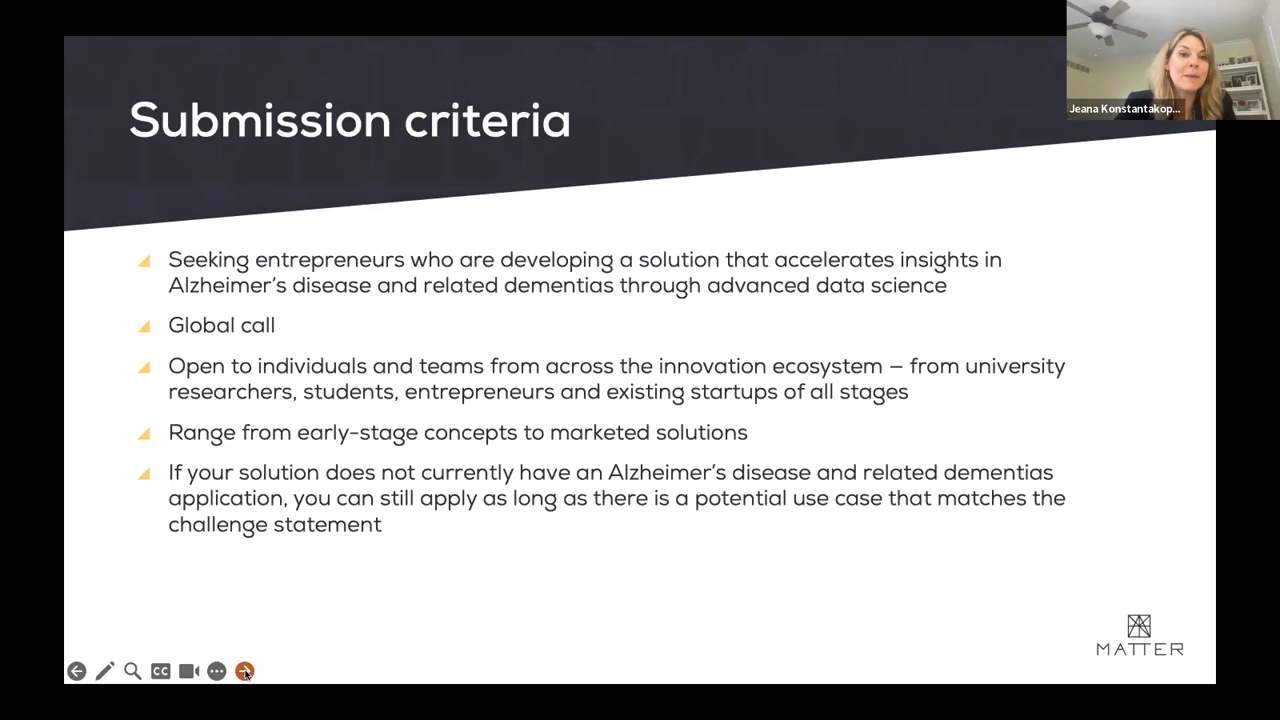 Submission criteria
Jeana Konstantakop...
Seeking entrepreneurs who are developing a solution that accelerates insights in
Alzheimer's disease and related dementias through advanced data science
Global call
Open to individuals and teams from across the innovation ecosystem – from university
researchers, students, entrepreneurs and existing startups of all stages
Range from early-stage concepts to marketed solutions
If your solution does not currently have an Alzheimer's disease and related dementias
application, you can still apply as long as there is a potential use case that matches the
challenge statement
MATTER
CC